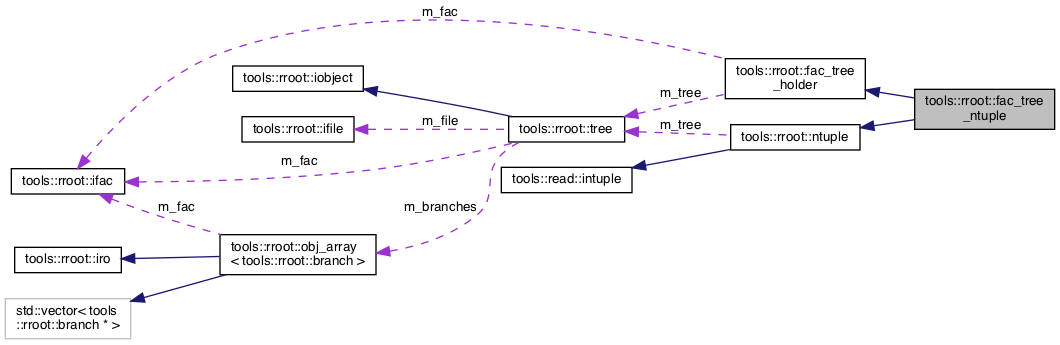 m_fac
tools::rroot::fac_tree
_holder
tools::rroot::iobject
m_tree
tools::rroot::fac_tree
_ntuple
m_file
tools::rroot::ifile
tools::rroot::tree
m_tree
tools::rroot::ntuple
m_fac
tools::rroot::ifac
tools::read::intuple
m_fac
m_branches
tools::rroot::obj_array
< tools::rroot::branch >
tools::rroot::iro
std::vector< tools
::rroot::branch * >